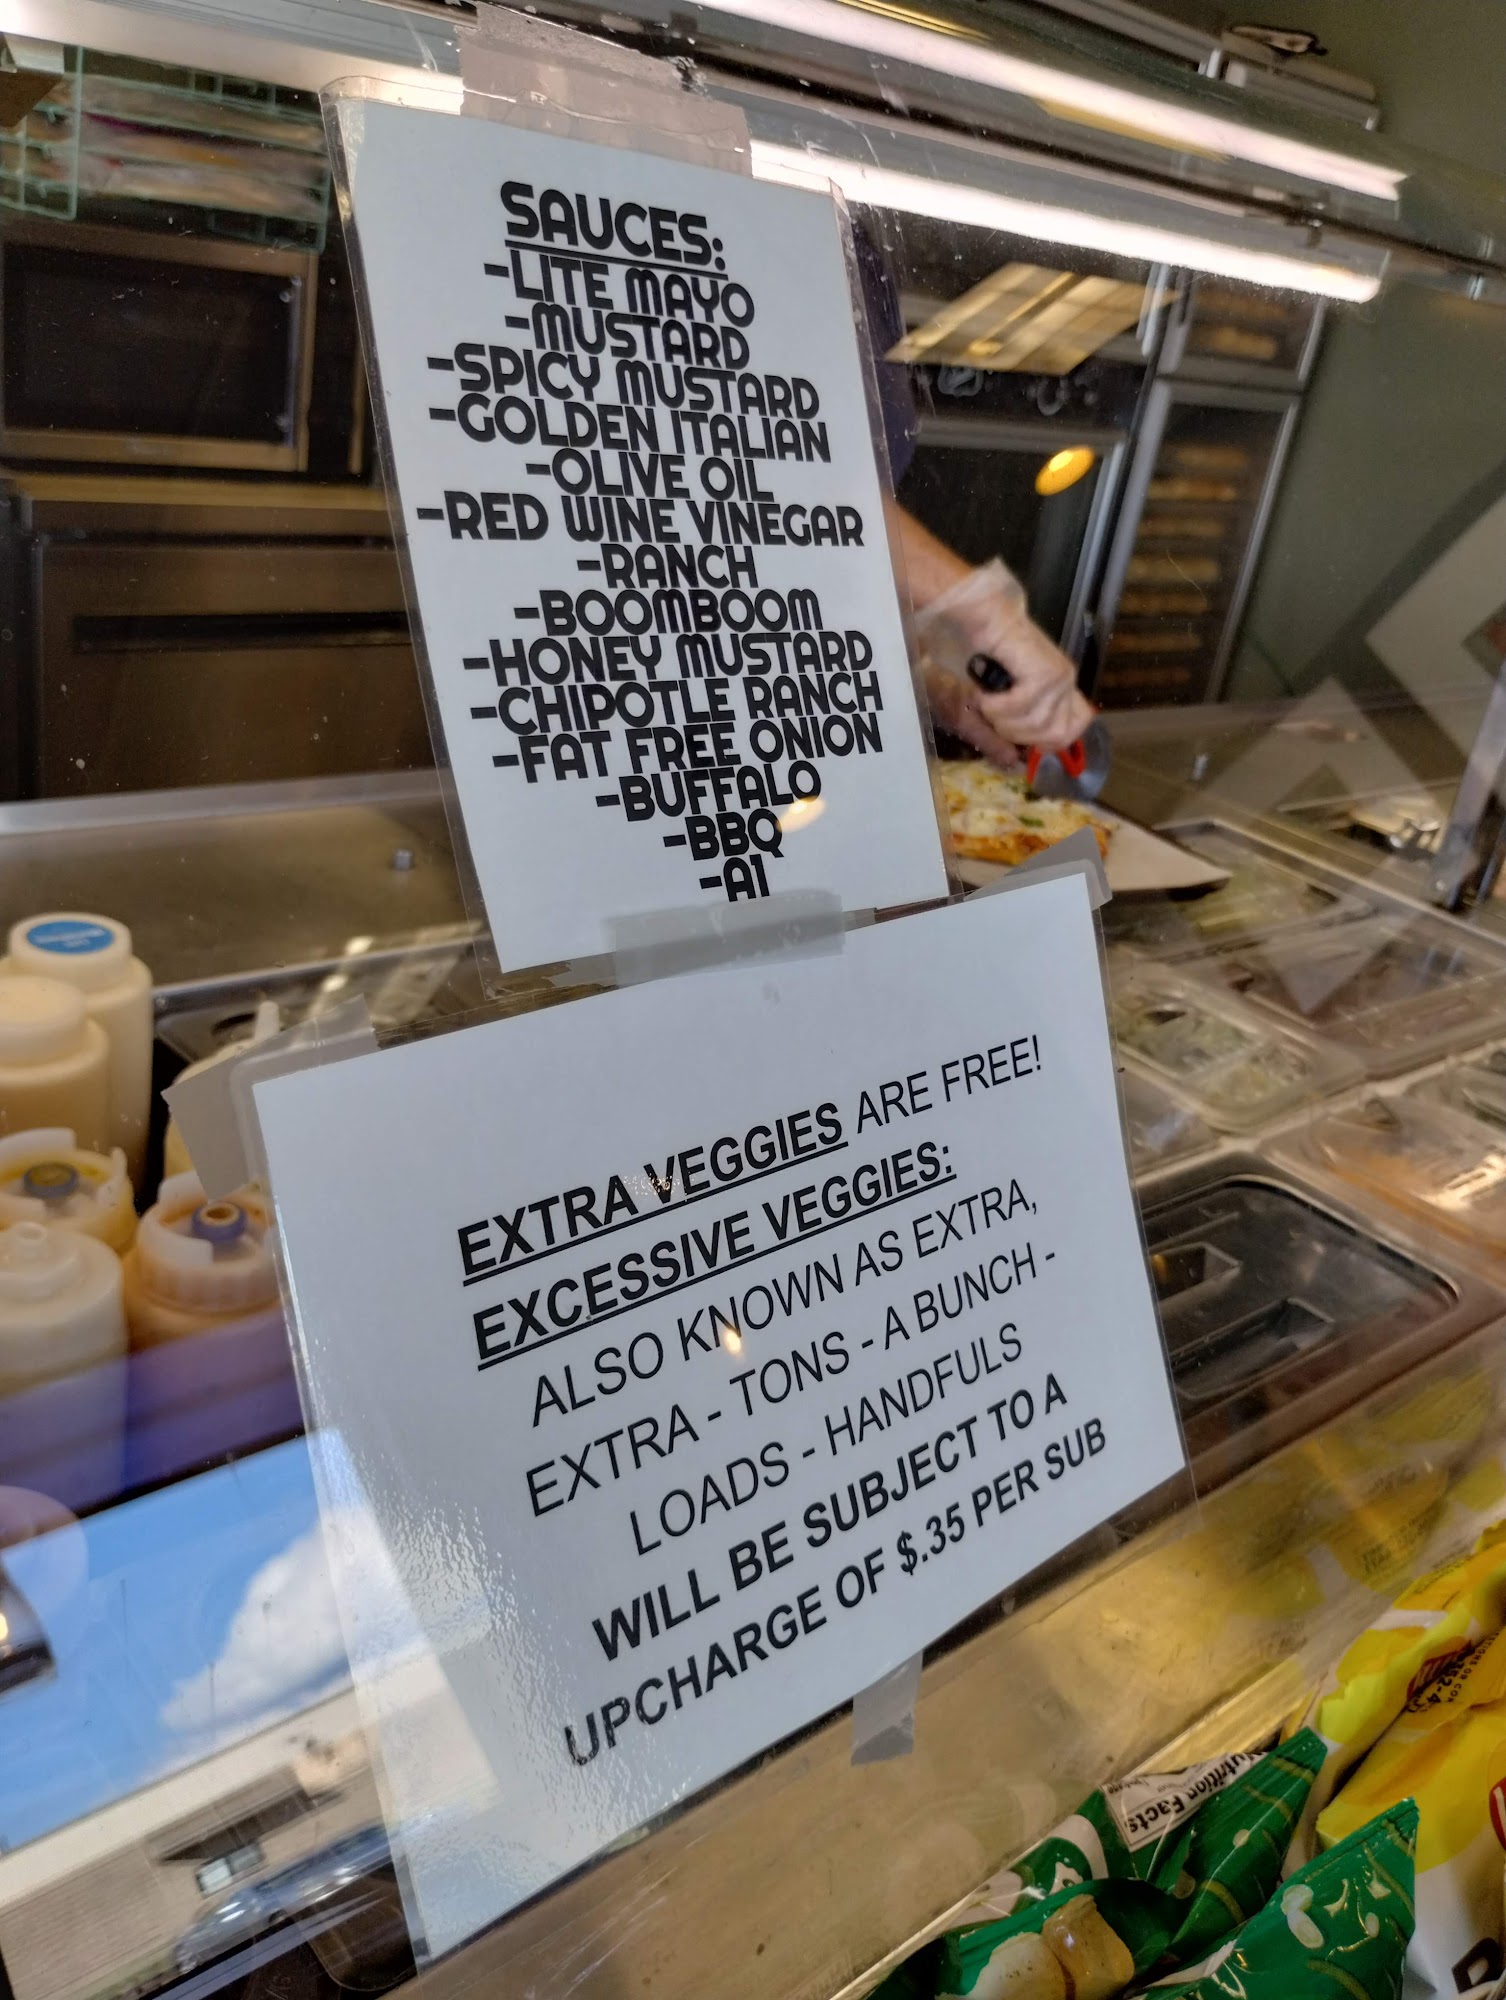 SAUCES:
-LITE MAYO
-MUSTARD
-SPICY MUSTARD
-GOLDEN ITALIAN
-OLIVE OIL
-RED WINE VINEGAR
-RANCH
-BOOMBOOM
-HONEY MUSTARD
-CHIPOTLE RANCH
-FAT FREE ONION
-BUFFALO
-BBQ
-A1
EXTRA VEGGIES ARE FREE!
EXCESSIVE VEGGIES:
ALSO KNOWN AS EXTRA,
EXTRA - TONS - A BUNCH -
LOADS - HANDFULS
WILL BE SUBJECT TO A
UPCHARGE OF $.35 PER SUB
Nutrition Facts